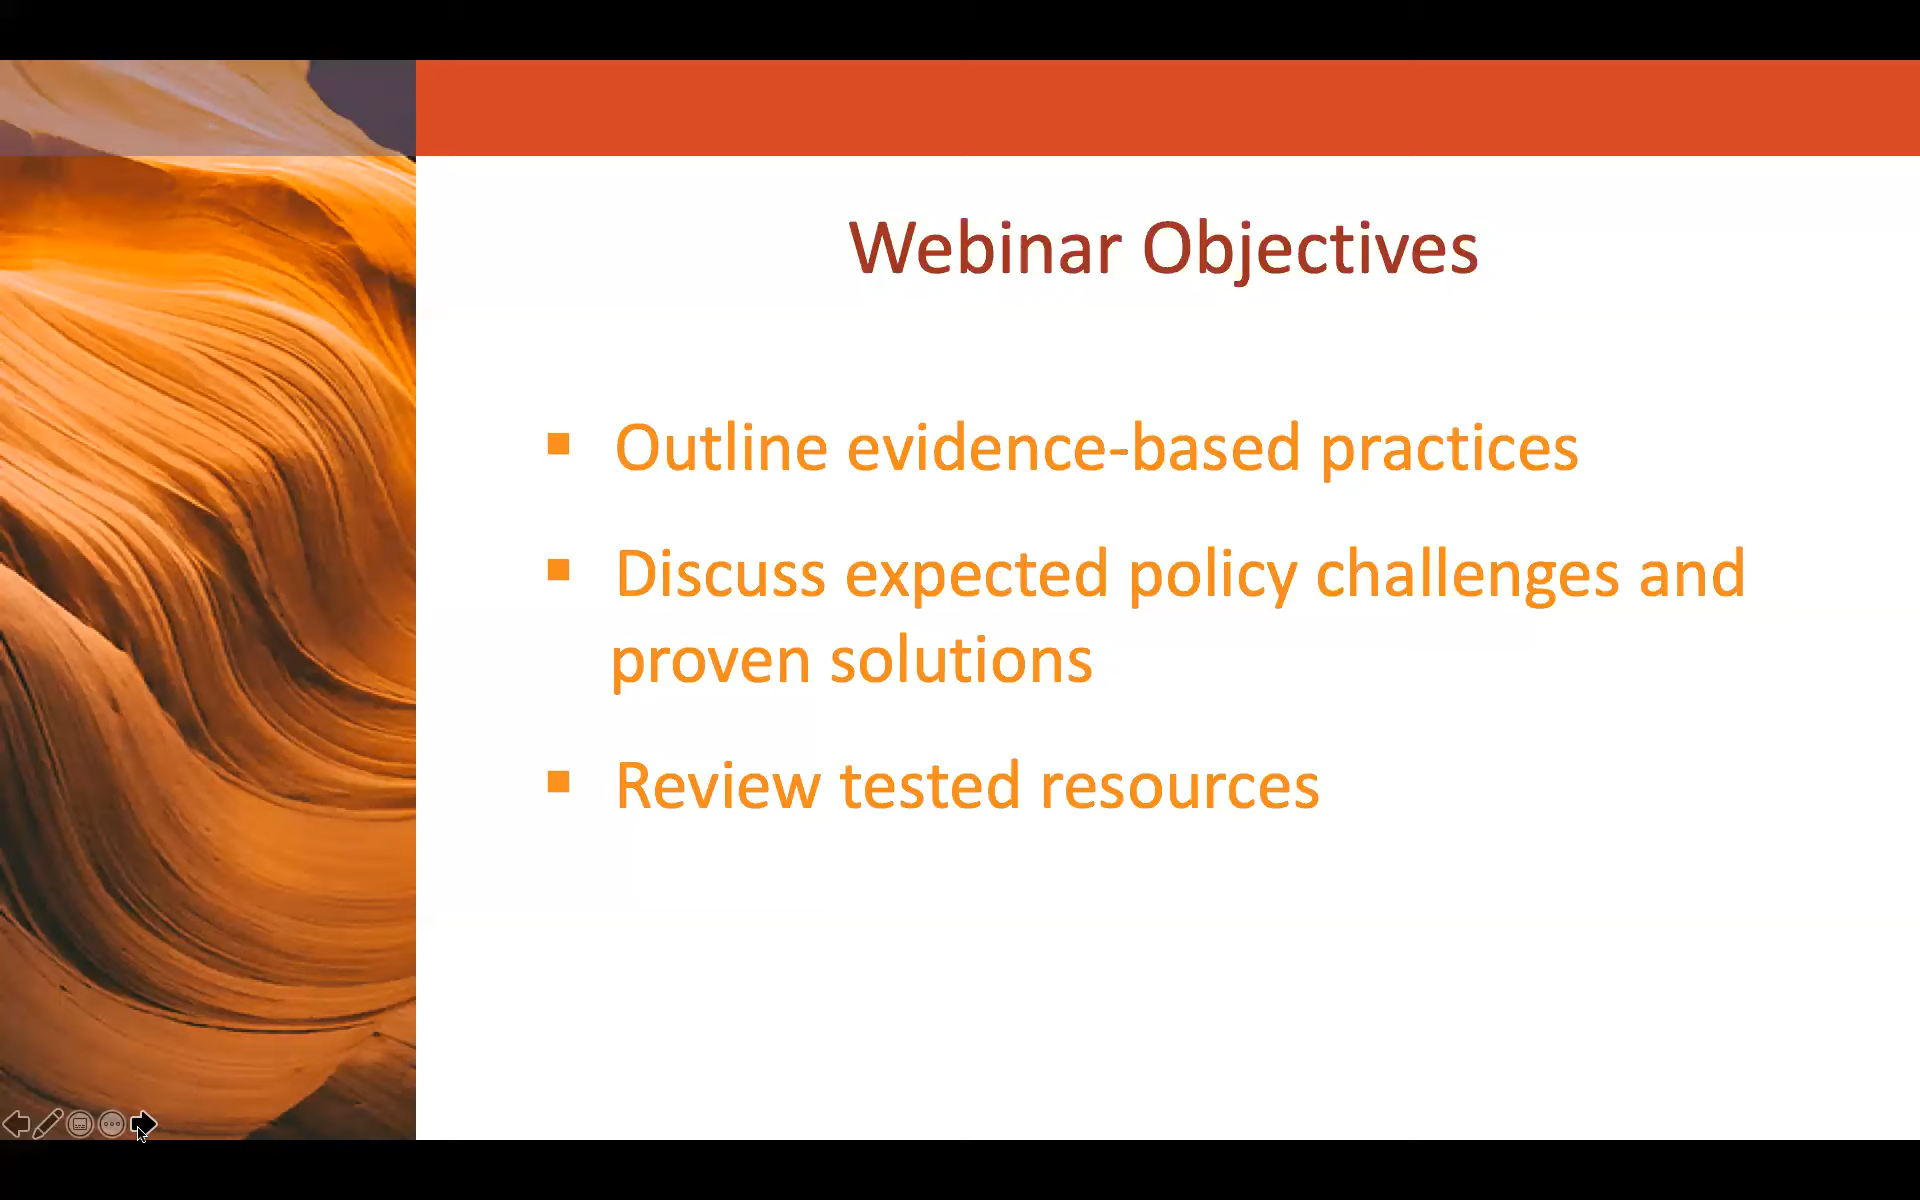 Webinar Objectives
▪ Outline evidence-based practices
▪ Discuss expected policy challenges and
proven solutions
▪ Review tested resources